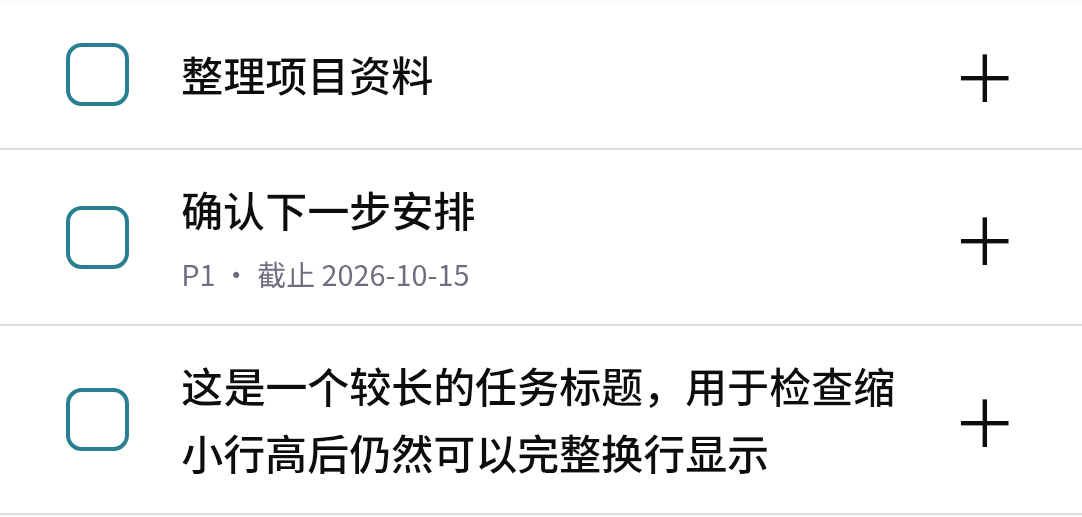 整理项目资料
确认下一步安排
P1 • 截止 2026-10-15
这是一个较长的任务标题，用于检查缩
小行高后仍然可以完整换行显示